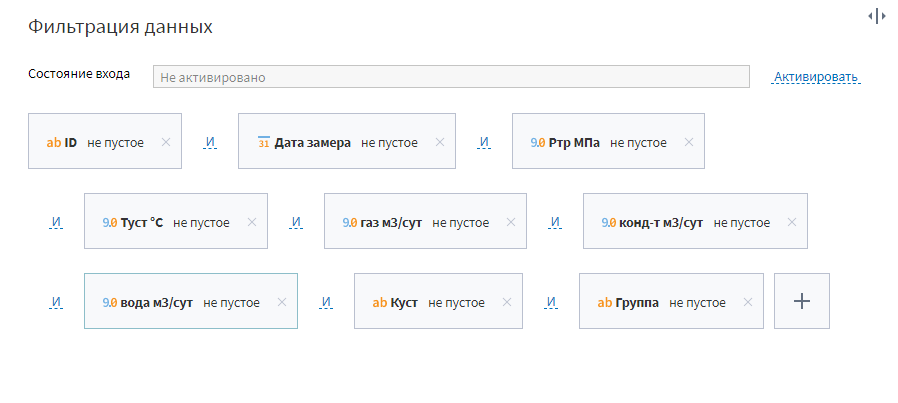 Фильтрация данных
Состояние входа Не активировано Активировать
ab ID не пустое × И 31 Дата замера не пустое × И 9.0 Pтр МПа не пустое ×
И 9.0 Tуст °C не пустое × И 9.0 газ м3/сут не пустое × И 9.0 конд-т м3/сут не пустое ×
И 9.0 вода м3/сут не пустое × И ab Куст не пустое × И ab Группа не пустое × +